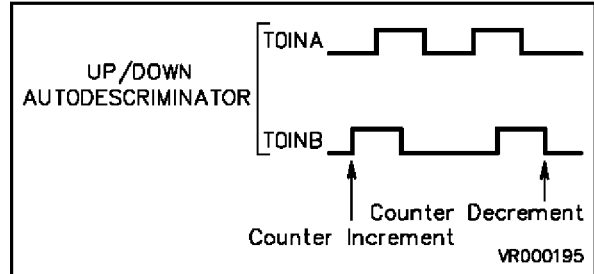 TOINA
UP/DOWN
AUTODESCRIMINATOR
TOINB
Counter Decrement
Counter Increment
VR000195